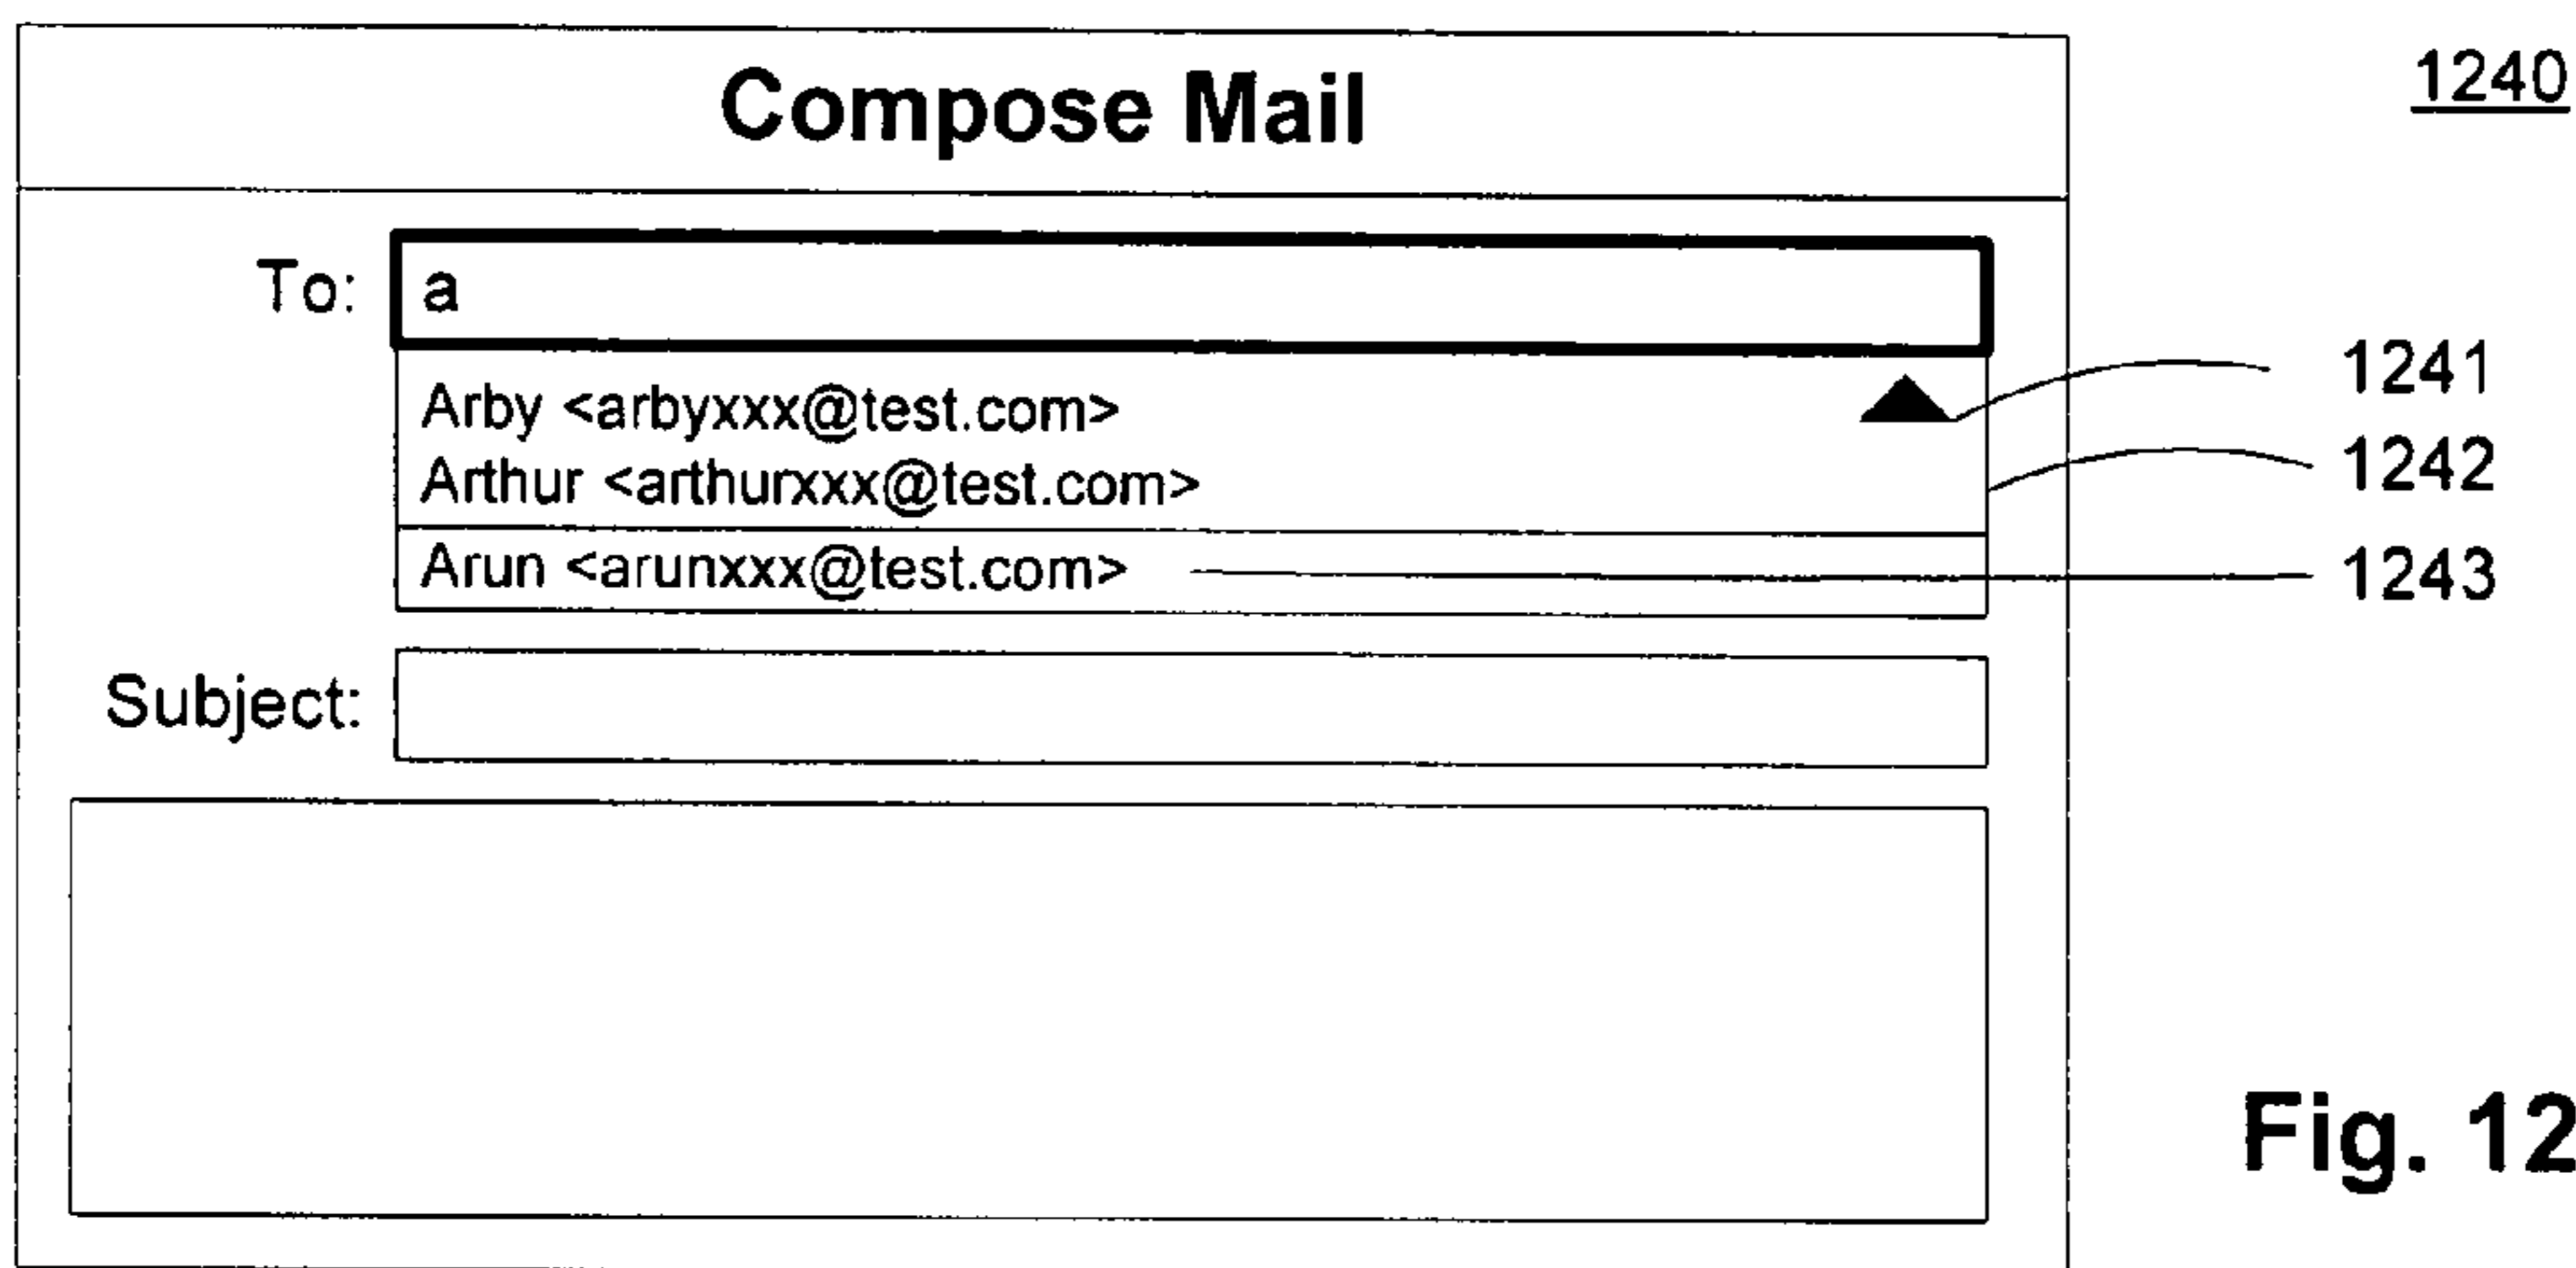 Compose Mail
1240
To: a
Arby <arbyxxx@test.com>
1241
Arthur <arthurxxx@test.com>
1242
Arun <arunxxx@test.com>
1243
Subject:
Fig. 12